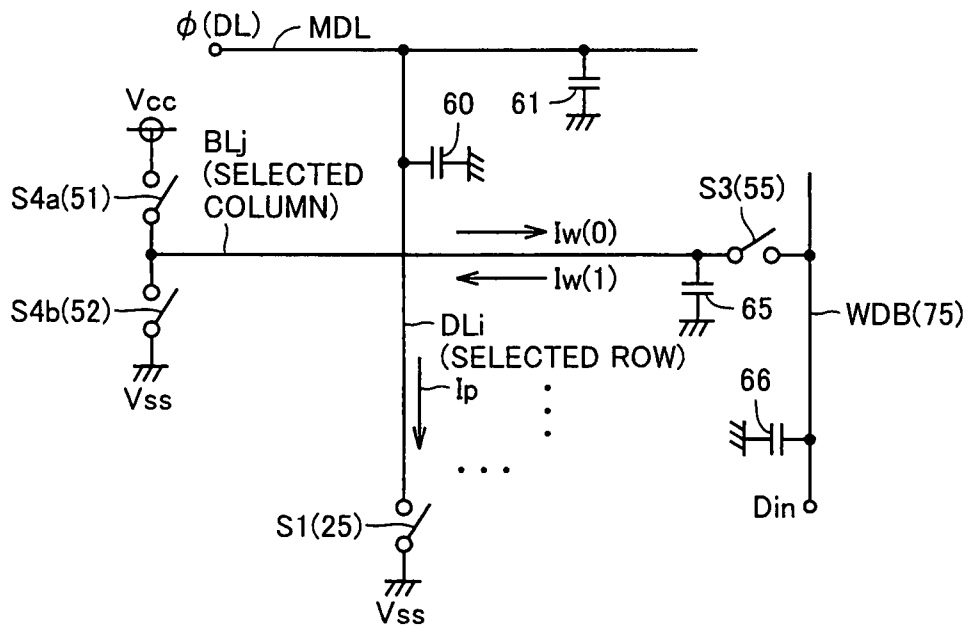 ϕ(DL)
MDL
61
60
Vcc
BLj
(SELECTED
COLUMN)
S4a(51)
S3(55)
Iw(0)
Iw(1)
S4b(52)
65
WDB(75)
DLi
(SELECTED ROW)
Vss
Ip
66
Din
S1(25)
Vss